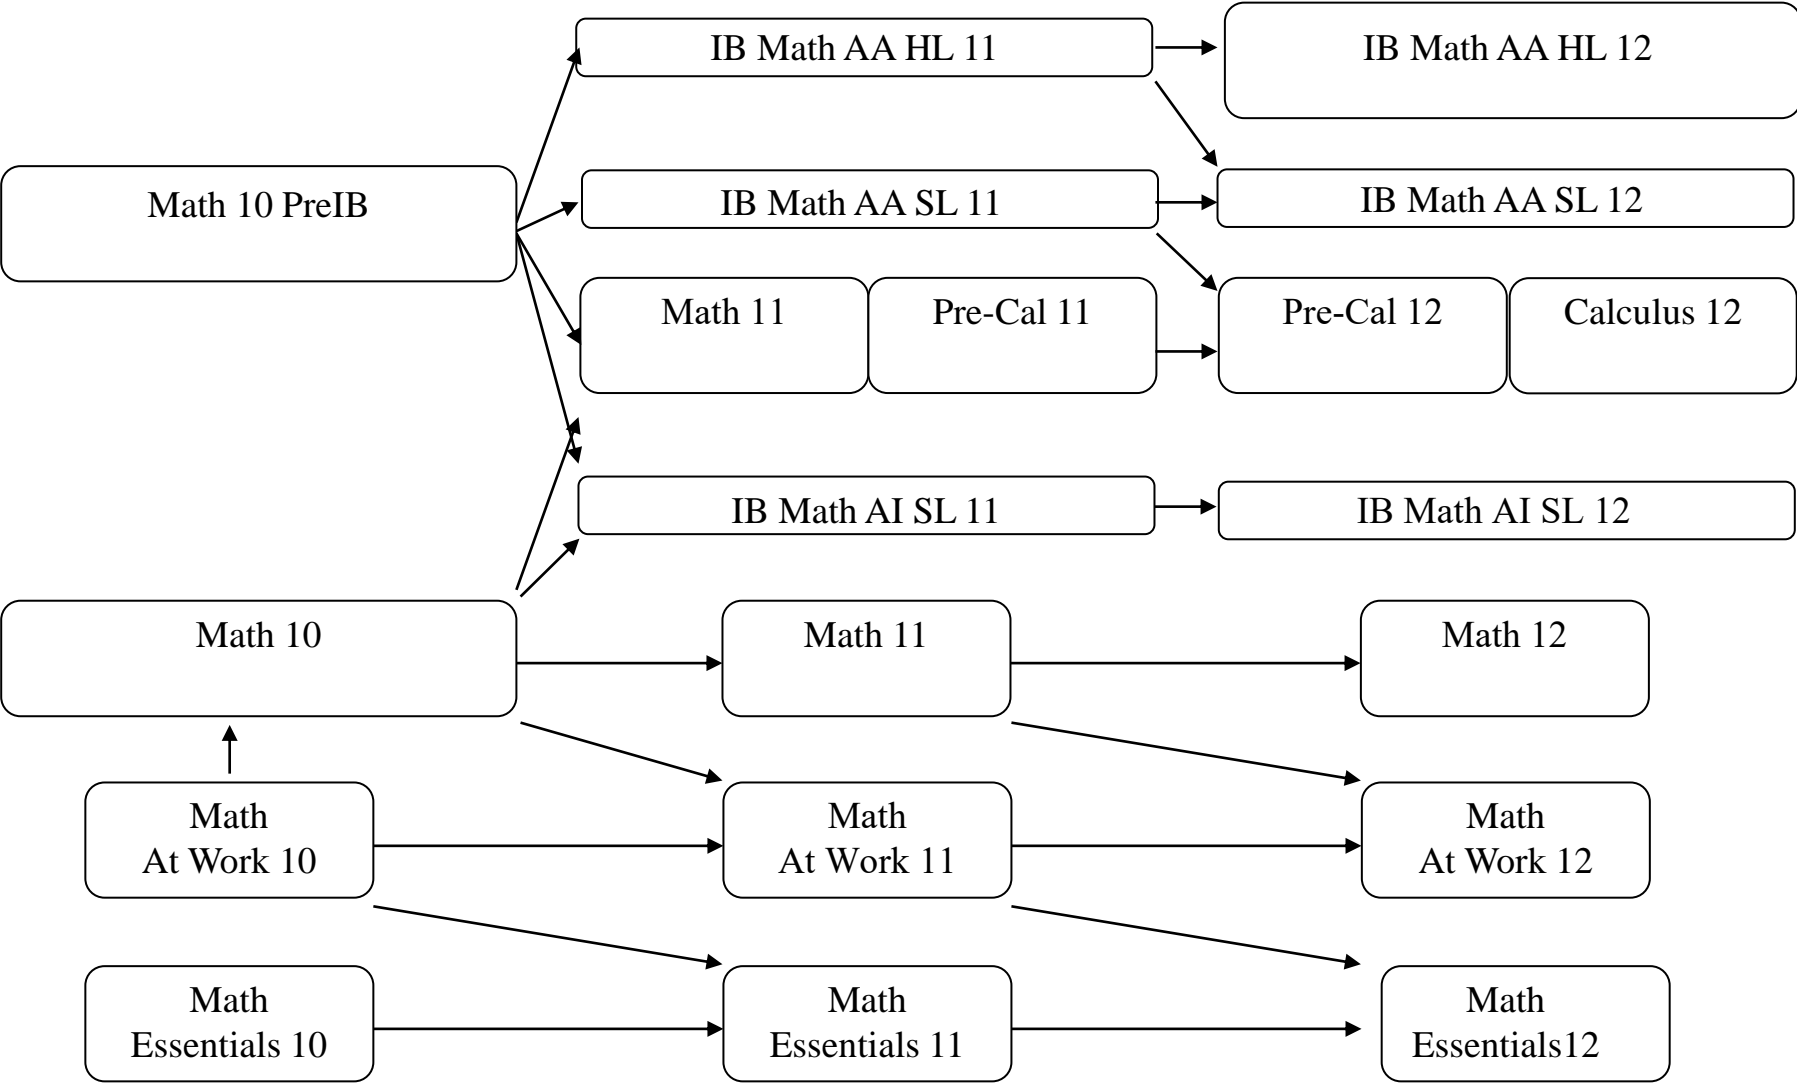 IB Math AA HL 11
IB Math AA HL 12
Math 10 PreIB
IB Math AA SL 11
IB Math AA SL 12
Math 11
Pre-Cal 11
Pre-Cal 12
Calculus 12
IB Math AI SL 11
IB Math AI SL 12
Math 10
Math 11
Math 12
Math
At Work 10
Math
At Work 11
Math
At Work 12
Math
Essentials 10
Math
Essentials 11
Math
Essentials12